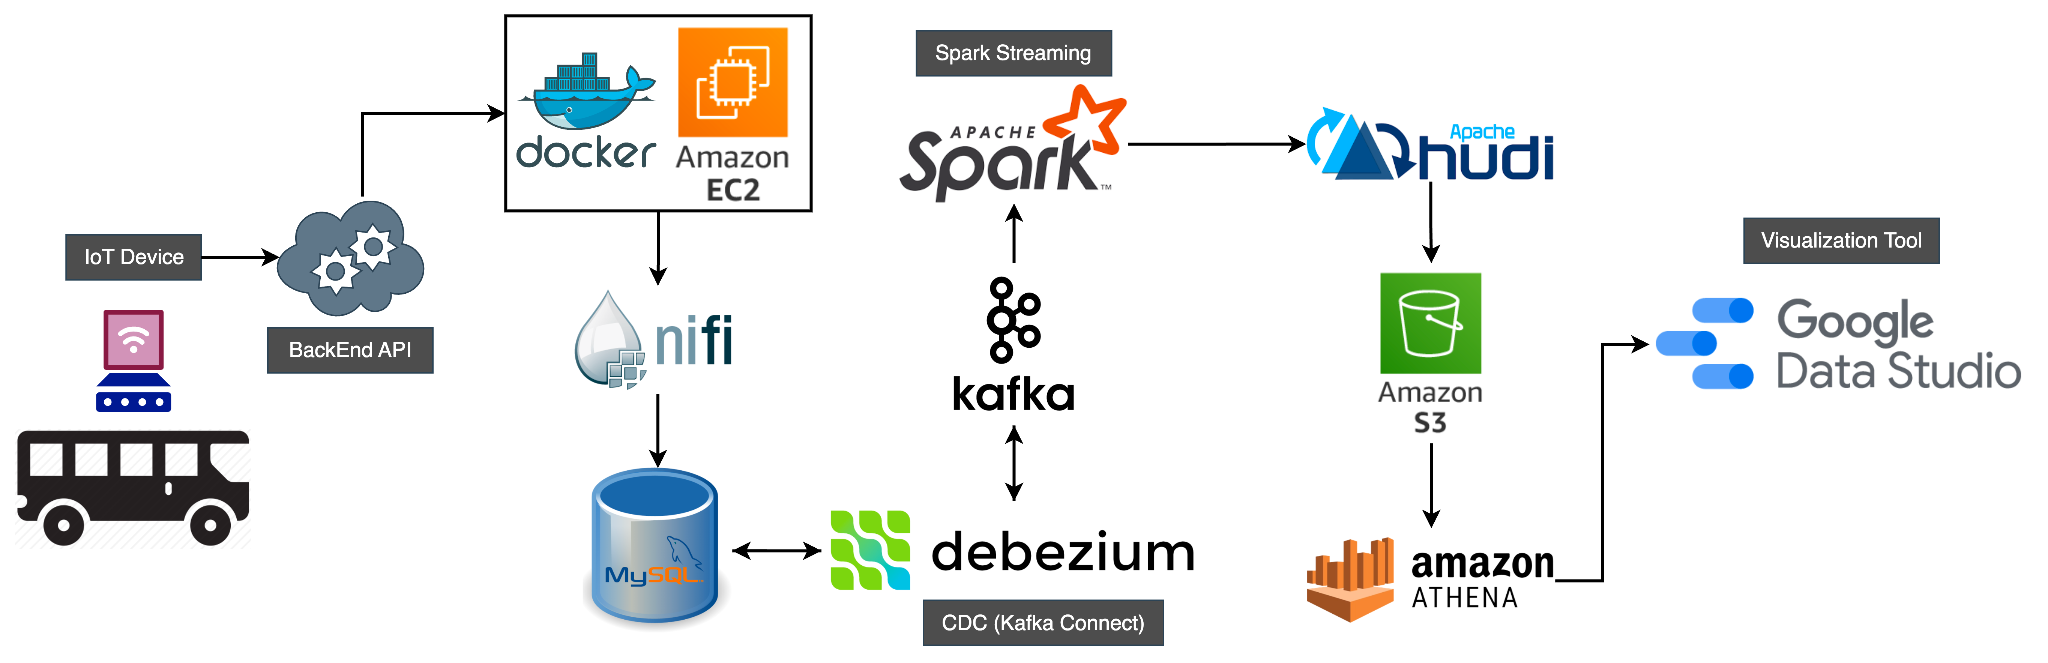 IoT Device
BackEnd API
docker
Amazon
EC2
nifi
MySQL
debezium
CDC (Kafka Connect)
kafka
Spark Streaming
APACHE
Spark
TM
Apache
hudi
Amazon
S3
amazon
ATHENA
Visualization Tool
Google
Data Studio